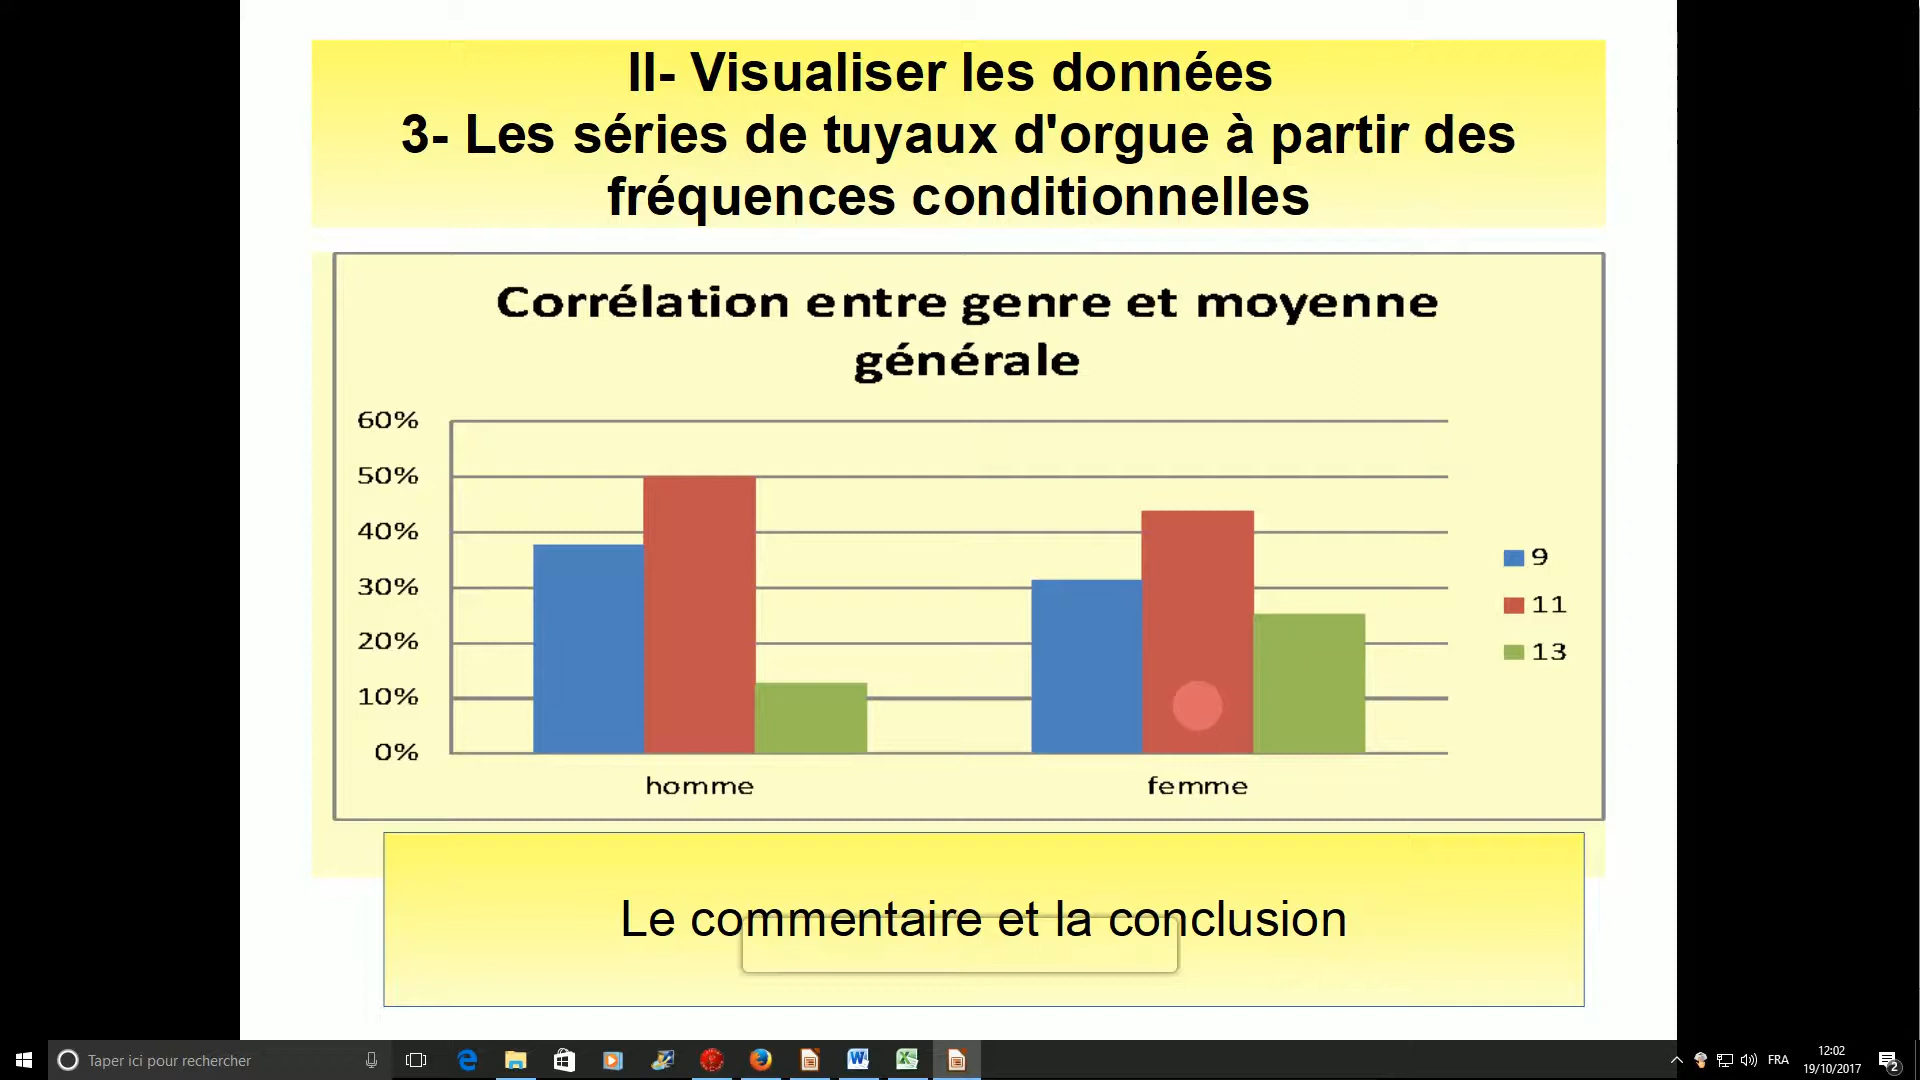 II- Visualiser les données
3- Les séries de tuyaux d'orgue à partir des
fréquences conditionnelles
Corrélation entre genre et moyenne
générale
60%
50%
40%
30%
20%
10%
0%
homme
femme
9
11
13
Le commentaire et la conclusion
Taper ici pour rechercher
FRA
12:02
19/10/2017
2